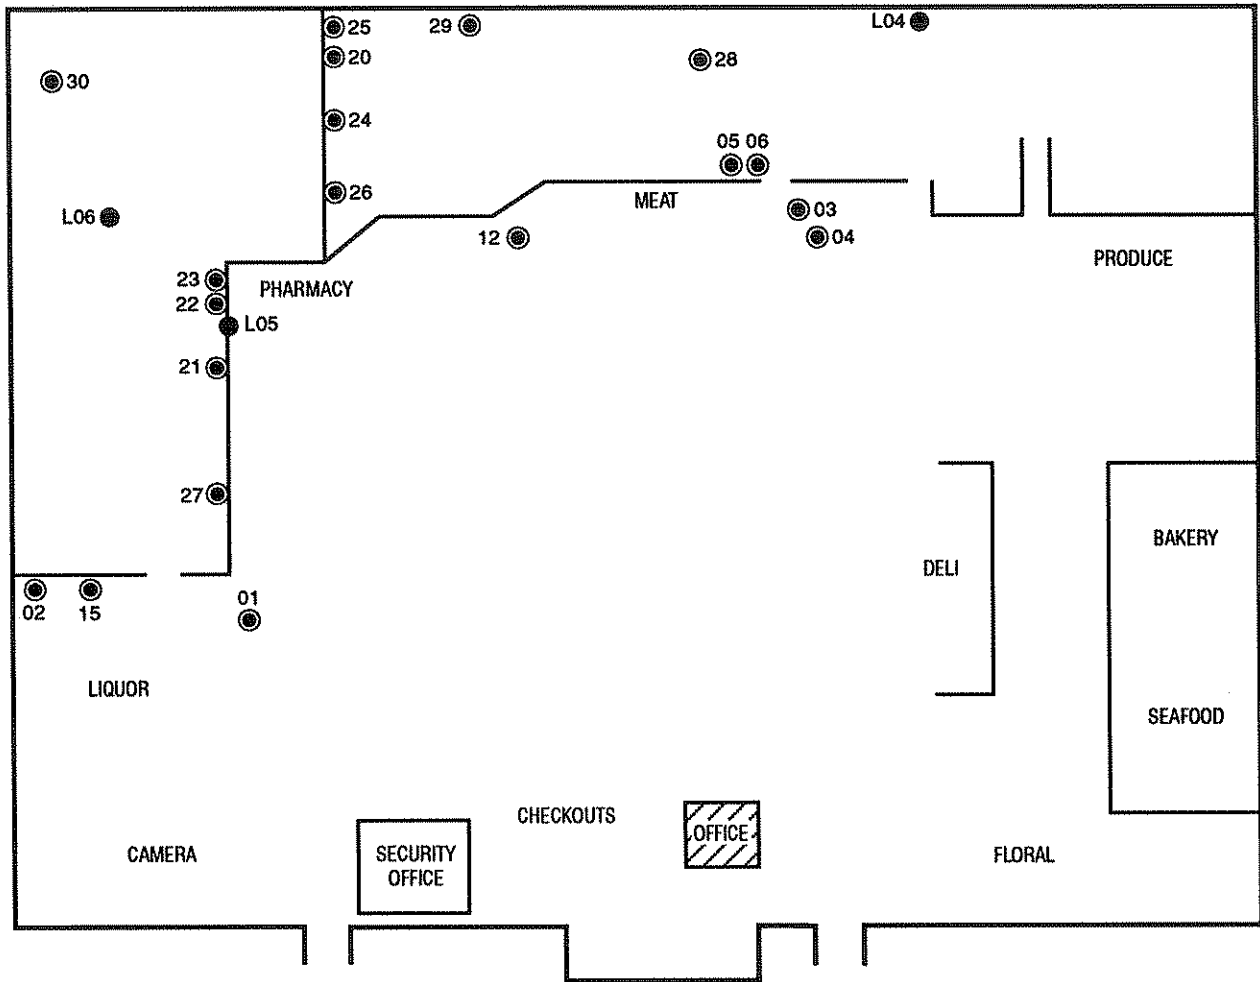 25
29
L04
20
28
30
24
05 06
26
MEAT
03
L06
12
04
PRODUCE
23
PHARMACY
22
L05
21
27
BAKERY
DELI
01
02
15
LIQUOR
SEAFOOD
CHECKOUTS
OFFICE
CAMERA
SECURITY
OFFICE
FLORAL